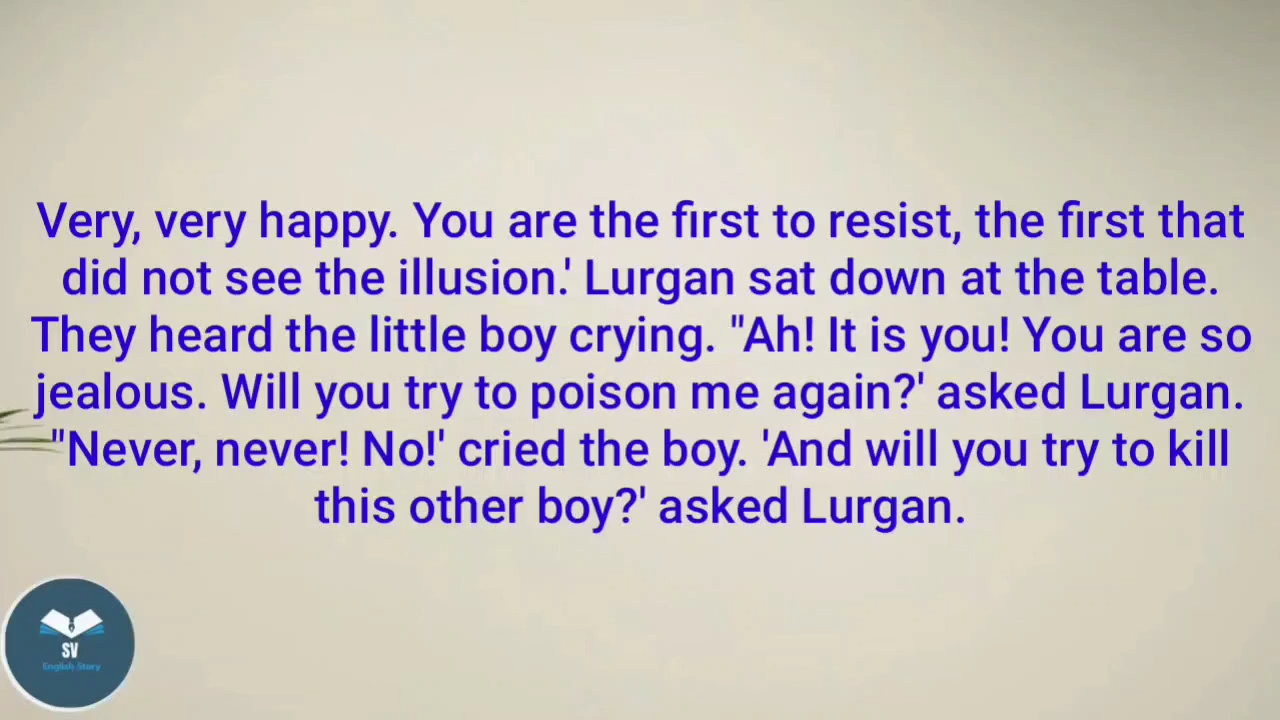 Very, very happy. You are the first to resist, the first that
did not see the illusion.' Lurgan sat down at the table.
They heard the little boy crying. "Ah! It is you! You are so
jealous. Will you try to poison me again?' asked Lurgan.
"Never, never! No!' cried the boy. 'And will you try to kill
this other boy?' asked Lurgan.
SV
English Story